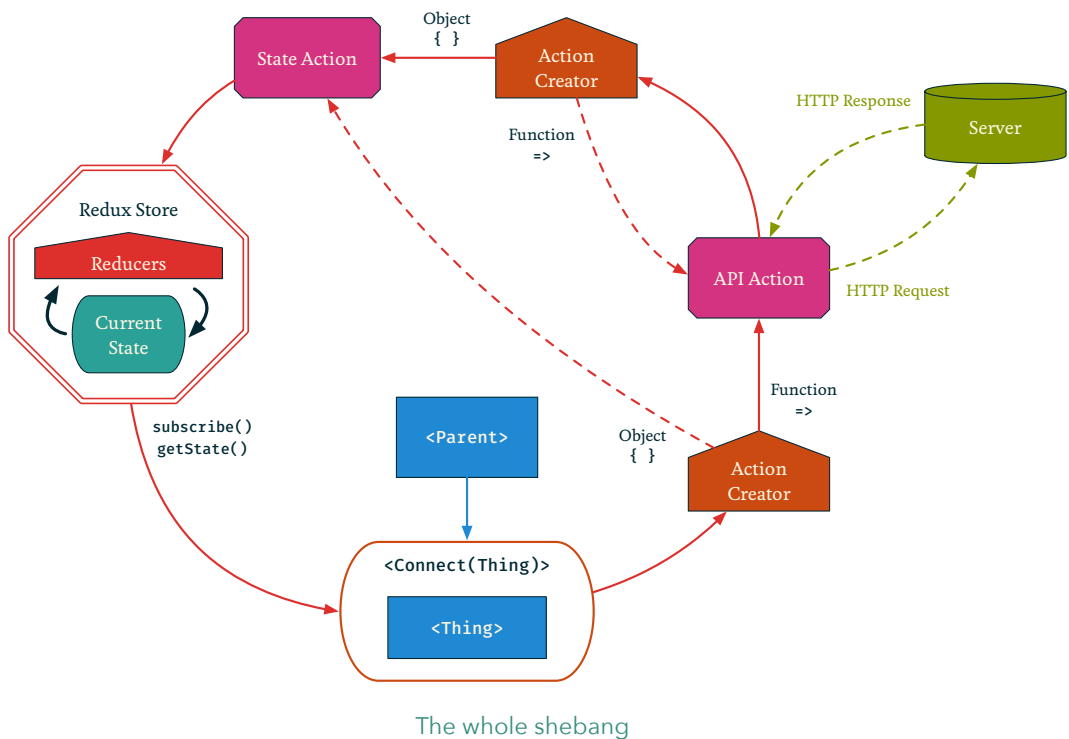 Object
{ }
State Action
Action
Creator
HTTP Response
Server
Function
=>
Redux Store
Reducers
API Action
HTTP Request
Current
State
Function
=>
subscribe()
getState()
<Parent>
Object
{ }
Action
Creator
<Connect(Thing)>
<Thing>
The whole shebang